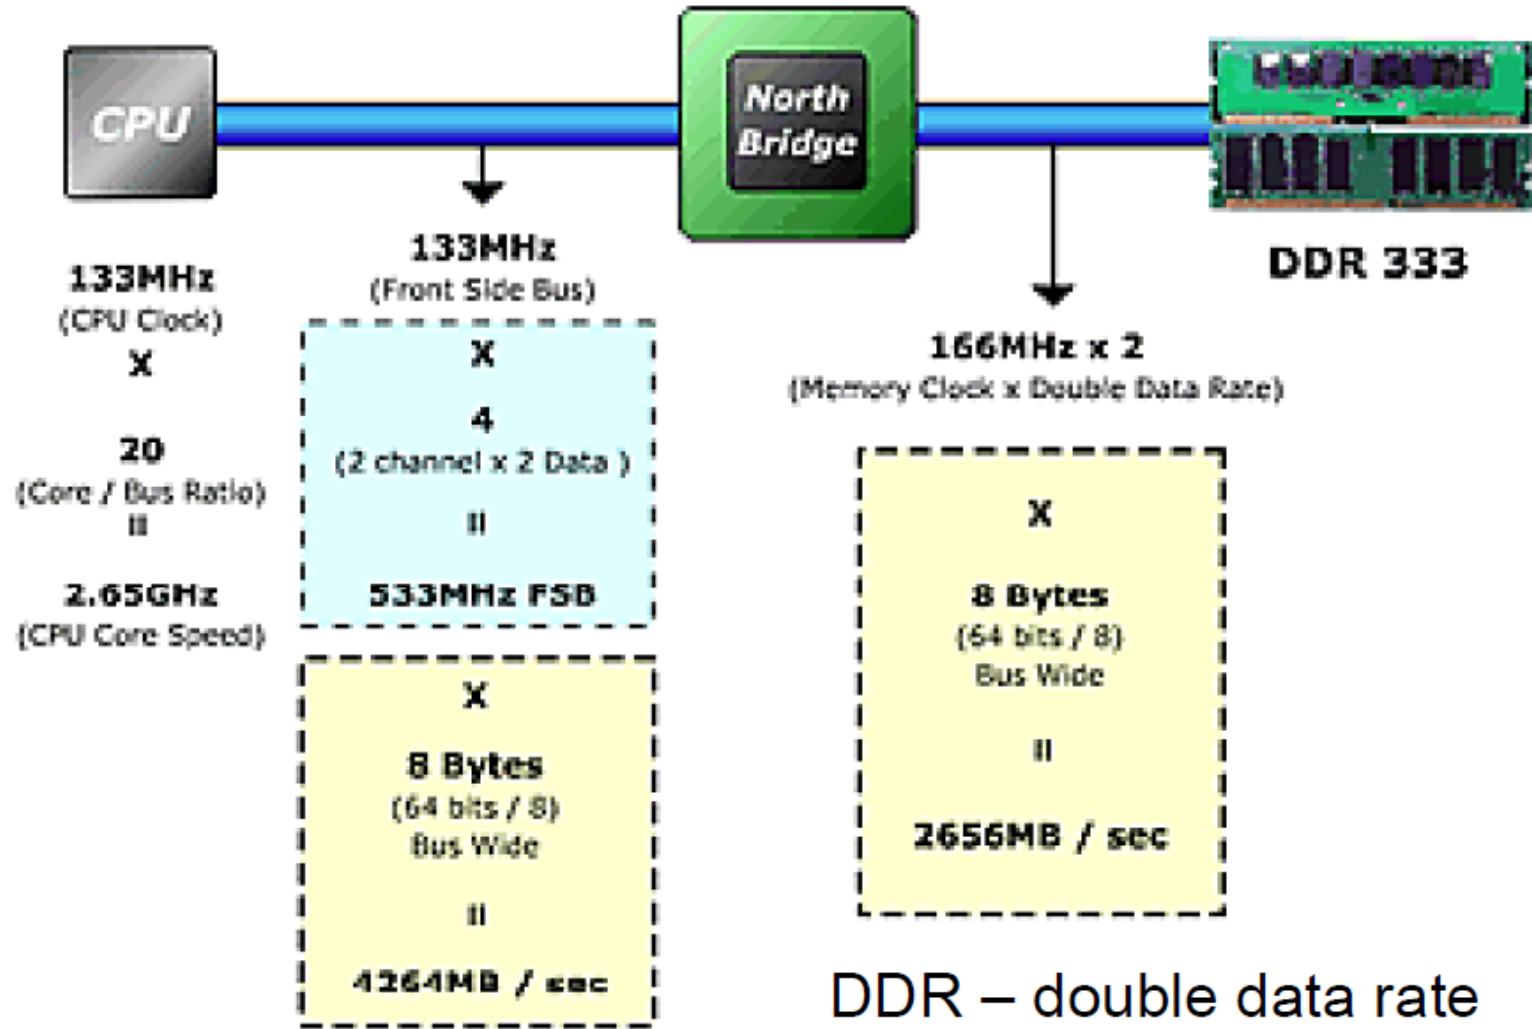 CPU
North
Bridge
DDR 333
133MHz
(CPU Clock)
X
20
(Core / Bus Ratio)
=
2.65GHz
(CPU Core Speed)
133MHz
(Front Side Bus)
X
4
(2 channel x 2 Data )
=
533MHz FSB
X
8 Bytes
(64 bits / 8)
Bus Wide
=
4264MB / sec
166MHz x 2
(Memory Clock x Double Data Rate)
X
8 Bytes
(64 bits / 8)
Bus Wide
=
2656MB / sec
DDR – double data rate